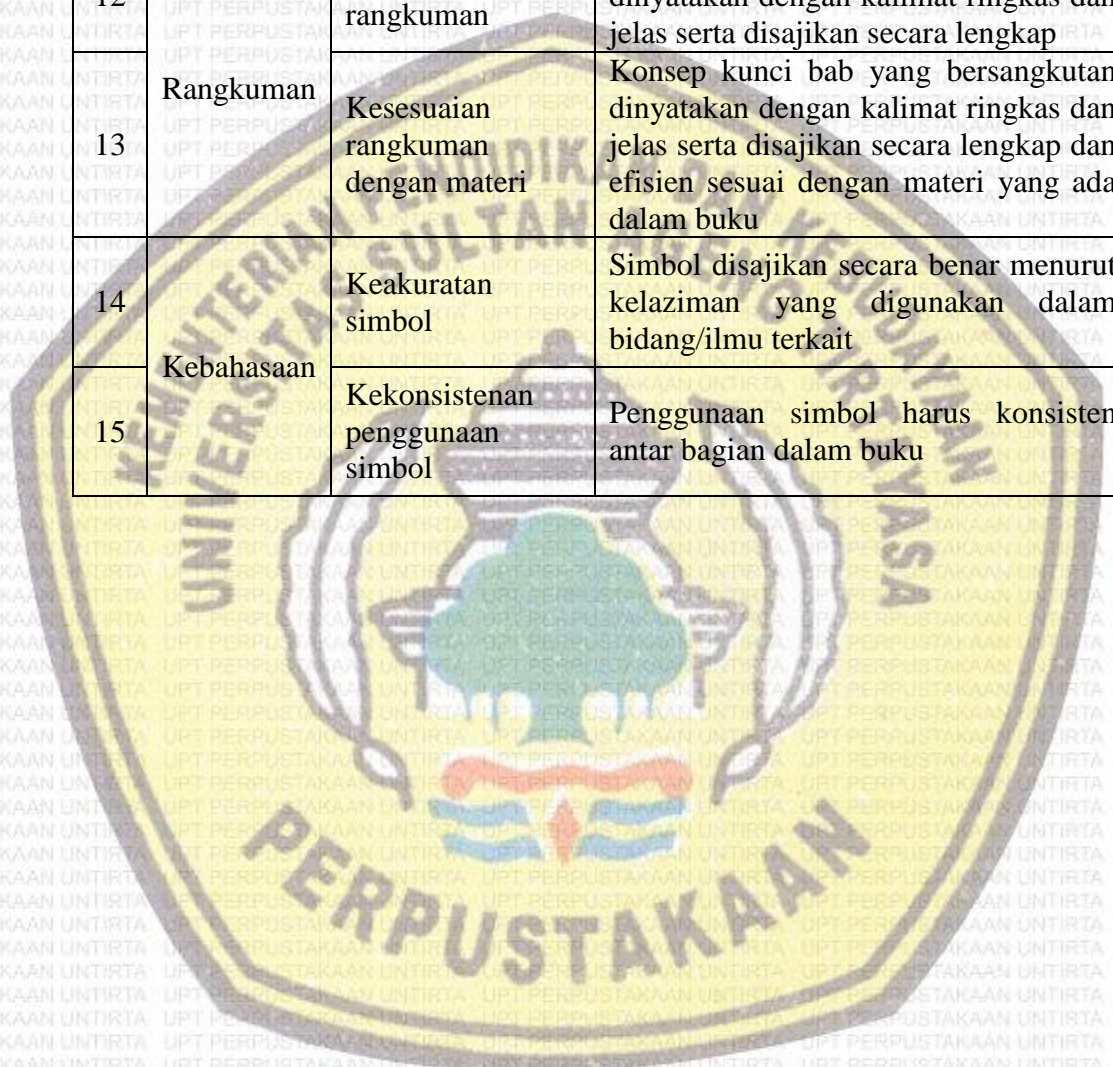 12
rangkuman
dinyatakan dengan kalimat ringkas dan
jelas serta disajikan secara lengkap
Rangkuman
13
Kesesuaian
rangkuman
dengan materi
Konsep kunci bab yang bersangkutan
dinyatakan dengan kalimat ringkas dan
jelas serta disajikan secara lengkap dan
efisien sesuai dengan materi yang ada
dalam buku
Kebahasaan
14
Keakuratan
simbol
Simbol disajikan secara benar menurut
kelaziman yang digunakan dalam
bidang/ilmu terkait
15
Kekonsistenan
penggunaan
simbol
Penggunaan simbol harus konsisten
antar bagian dalam buku
KEMENTERIAN PENDIDIKAN DAN KEBUDAYAAN
UNIVERSITAS SULTAN AGENG TIRTAYASA
PERPUSTAKAAN
UPT PERPUSTAKAAN UNTIRTA